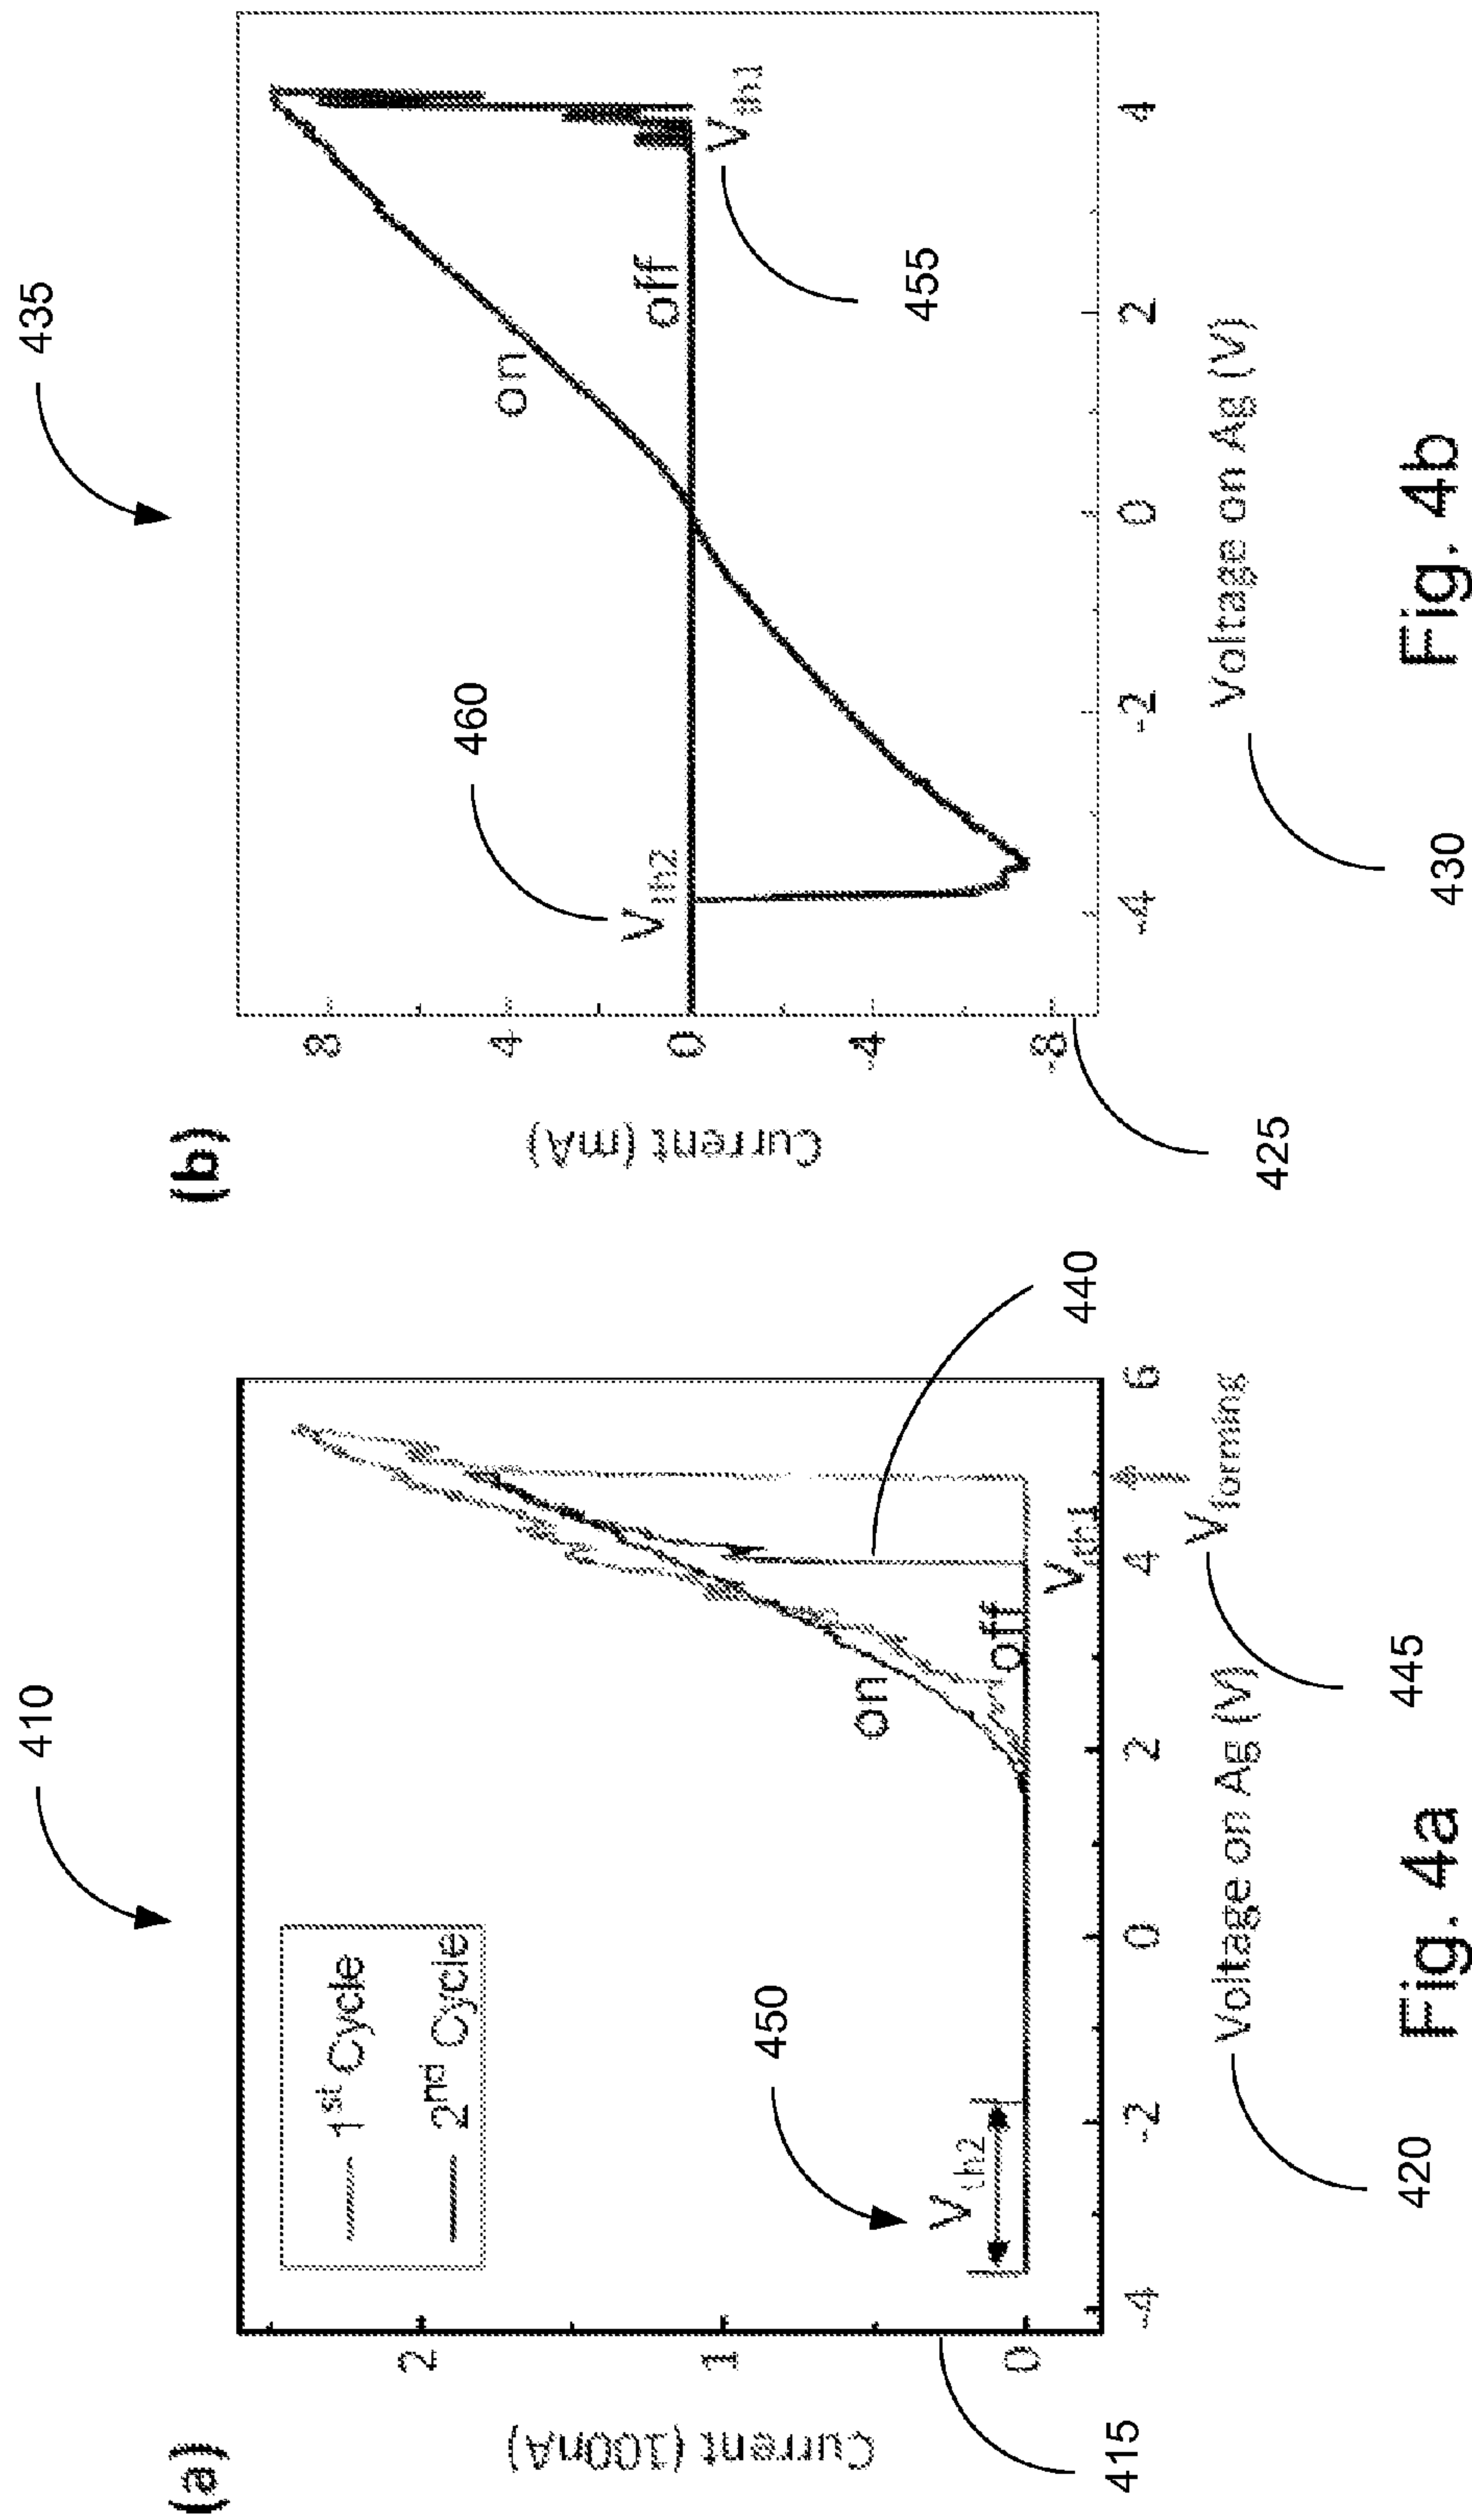 (a)
410
1st Cycle
2nd Cycle
Current (100nA)
2
1
0
415
450
Vth2
on
off
440
Vth1
-4
-2
0
2
4
6
Vforming
445
Voltage on Ag (V)
420
Fig. 4a
(b)
435
Current (mA)
8
4
0
-4
-8
425
460
Vth2
on
off
Vth1
455
-4
-2
0
2
4
Voltage on Ag (V)
430
Fig. 4b